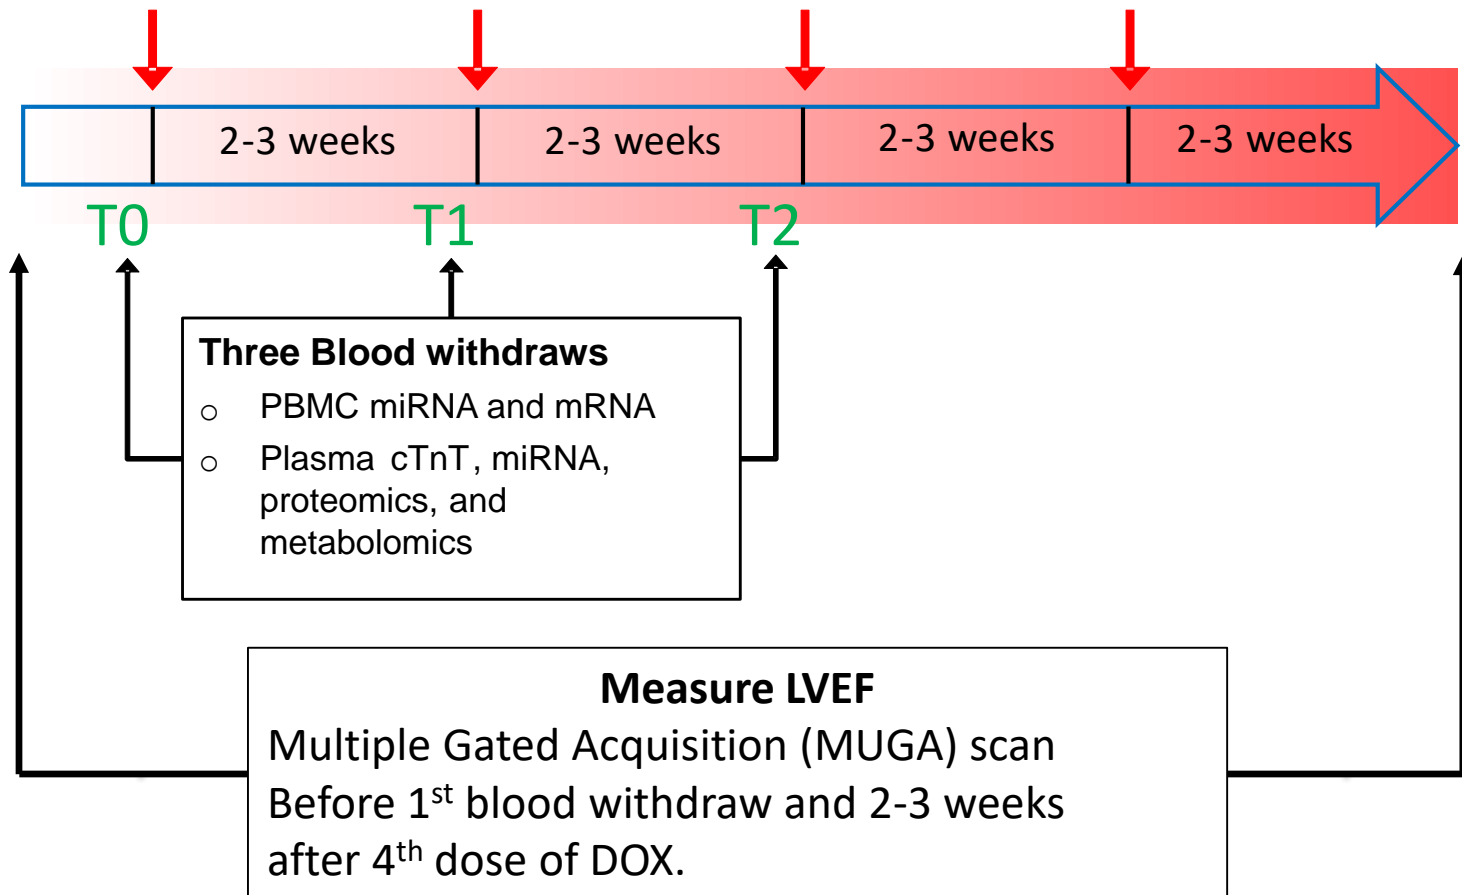 2-3 weeks 2-3 weeks 2-3 weeks 2-3 weeks
T0 T1 T2
Three Blood withdraws
○ PBMC miRNA and mRNA
○ Plasma cTnT, miRNA,
proteomics, and
metabolomics
Measure LVEF
Multiple Gated Acquisition (MUGA) scan
Before 1st blood withdraw and 2-3 weeks
after 4th dose of DOX.